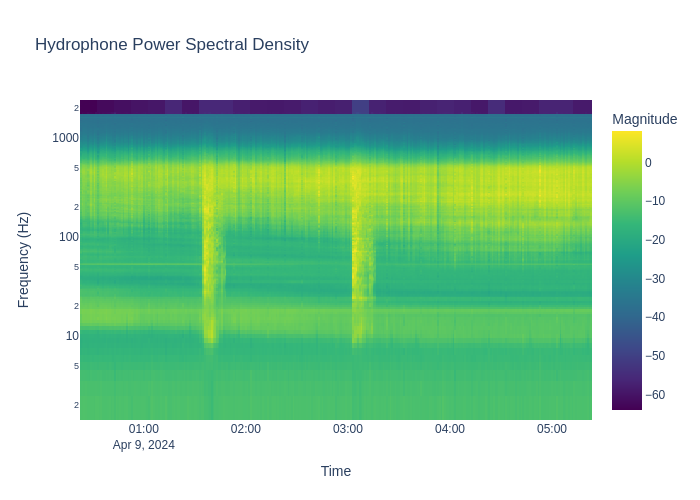 Hydrophone Power Spectral Density
Magnitude
2
1000
5
2
100
5
2
10
5
2
Frequency (Hz)
0
−10
−20
−30
−40
−50
−60
01:00 02:00 03:00 04:00 05:00
Apr 9, 2024
Time